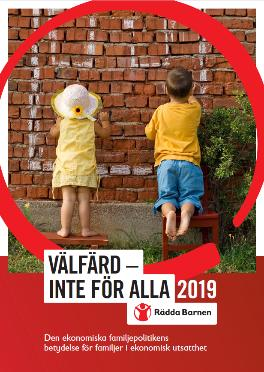 VÄLFÄRD –
INTE FÖR ALLA 2019
Rädda Barnen
Den ekonomiska familjepolitikens
betydelse för familjer i ekonomisk utsatthet